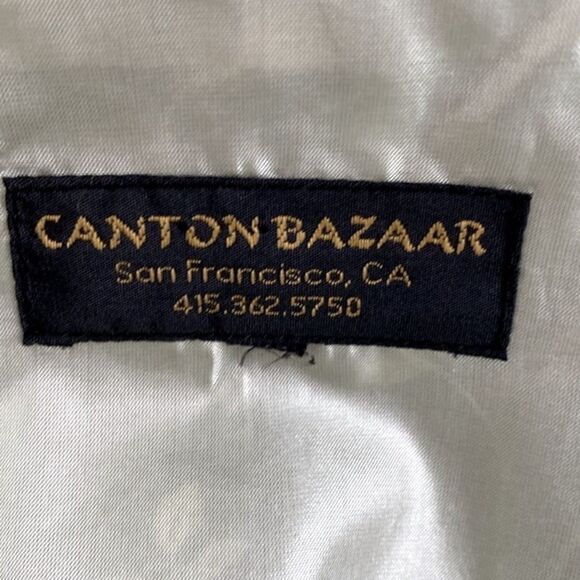 CANTON BAZAAR
San Francisco, CA
415.362.5750